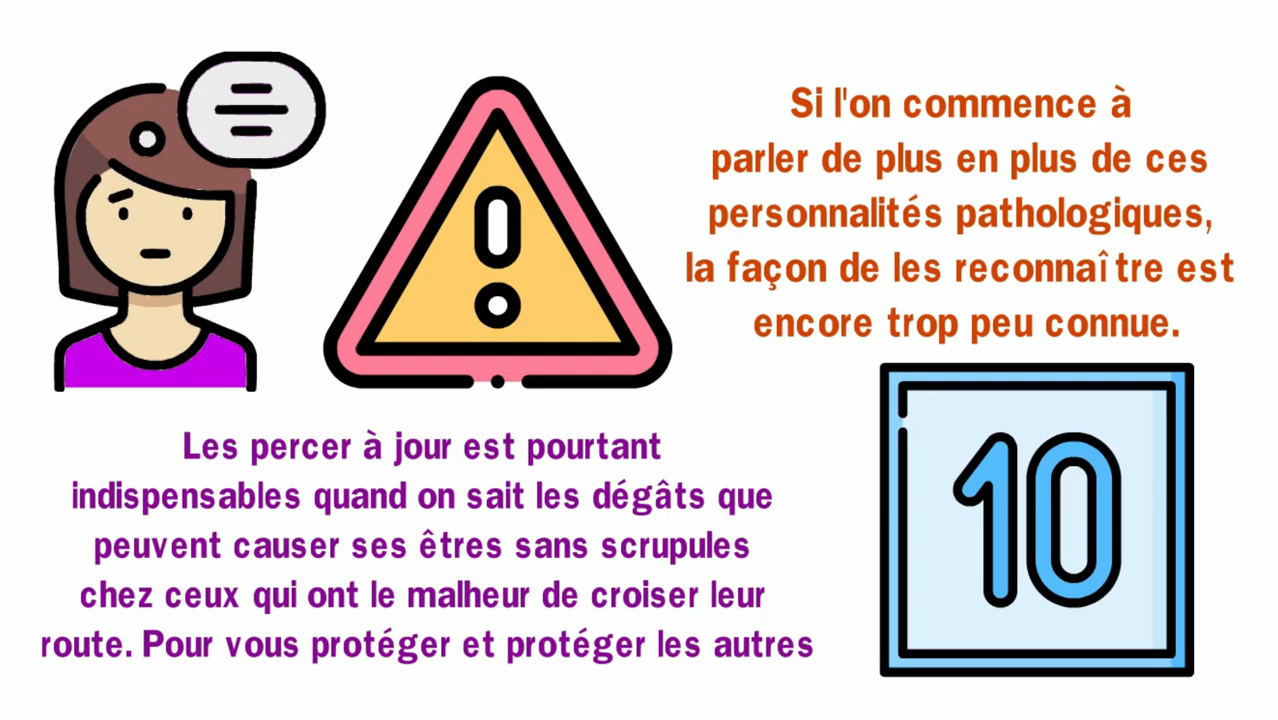 Si l'on commence à
parler de plus en plus de ces
personnalités pathologiques,
la façon de les reconnaître est
encore trop peu connue.
Les percer à jour est pourtant
indispensables quand on sait les dégâts que
peuvent causer ses êtres sans scrupules
chez ceux qui ont le malheur de croiser leur
route. Pour vous protéger et protéger les autres
10